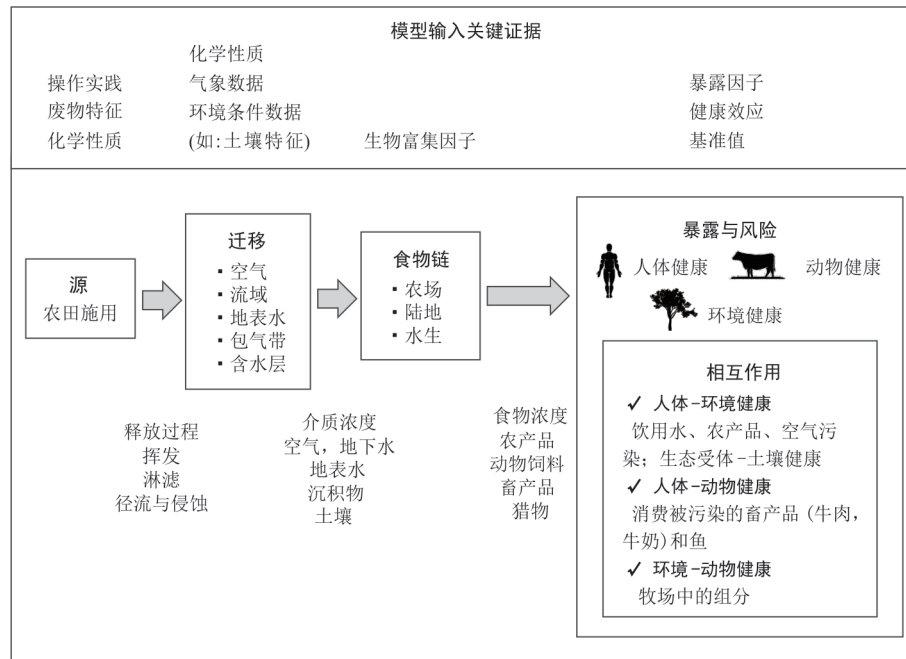 模型输入关键证据
化学性质
操作实践 气象数据 暴露因子
废物特征 环境条件数据 健康效应
化学性质 (如:土壤特征) 生物富集因子 基准值
源
农田施用
迁移
▪ 空气
▪ 流域
▪ 地表水
▪ 包气带
▪ 含水层
食物链
▪ 农场
▪ 陆地
▪ 水生
暴露与风险
人体健康 动物健康
环境健康
相互作用
✓ 人体-环境健康
饮用水、农产品、空气污
染；生态受体-土壤健康
✓ 人体-动物健康
消费被污染的畜产品(牛肉，
牛奶)和鱼
✓ 环境-动物健康
牧场中的组分
释放过程
挥发
淋滤
径流与侵蚀
介质浓度
空气，地下水
地表水
沉积物
土壤
食物浓度
农产品
动物饲料
畜产品
猎物